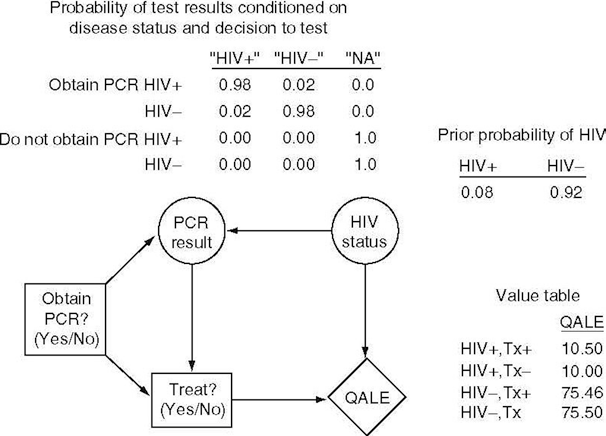 Probability of test results conditioned on
disease status and decision to test
"HIV+" "HIV–" "NA"
Obtain PCR HIV+ 0.98 0.02 0.0
HIV– 0.02 0.98 0.0
Do not obtain PCR HIV+ 0.00 0.00 1.0
HIV– 0.00 0.00 1.0
Prior probability of HIV
HIV+ HIV–
0.08 0.92
PCR
result
HIV
status
Obtain
PCR?
(Yes/No)
Treat?
(Yes/No)
QALE
Value table
QALE
HIV+,Tx+ 10.50
HIV+,Tx– 10.00
HIV–,Tx+ 75.46
HIV–,Tx 75.50